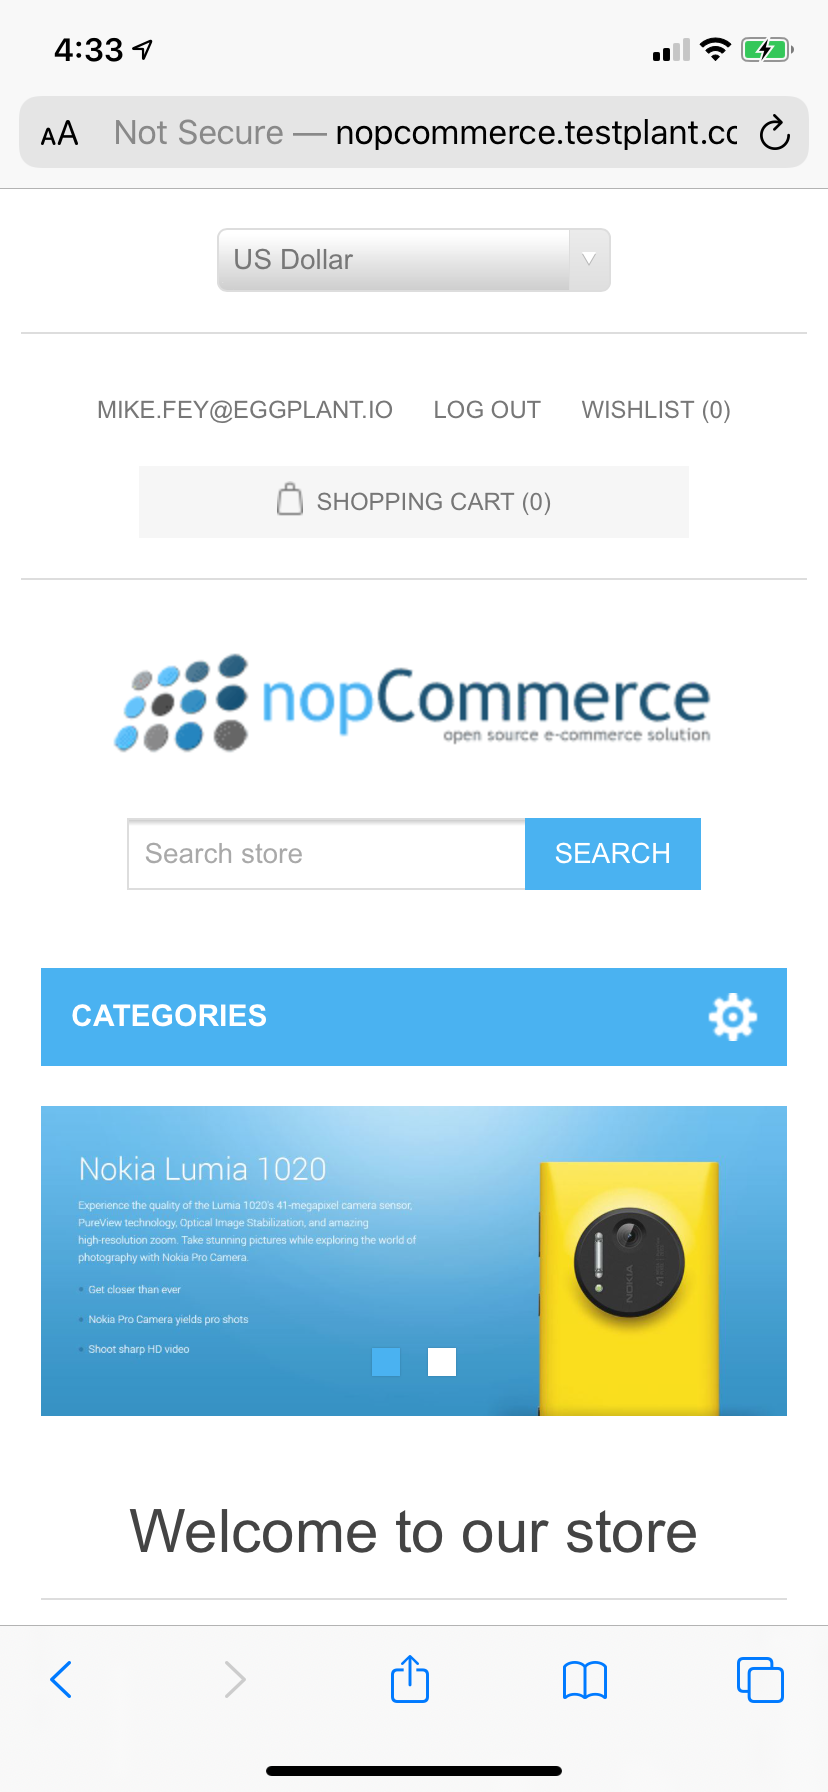 4:33
AA Not Secure — nopcommerce.testplant.cc
US Dollar
MIKE.FEY@EGGPLANT.IO LOG OUT WISHLIST (0)
SHOPPING CART (0)
nopCommerce
open source e-commerce solution
Search store SEARCH
CATEGORIES
Nokia Lumia 1020
Experience the quality of the Lumia 1020's 41-megapixel camera sensor,
PureView technology, Optical Image Stabilization, and amazing
high-resolution zoom. Take stunning pictures while exploring the world of
photography with Nokia Pro Camera.
Get closer than ever
Nokia Pro Camera yields pro shots
Shoot sharp HD video
NOKIA
Welcome to our store